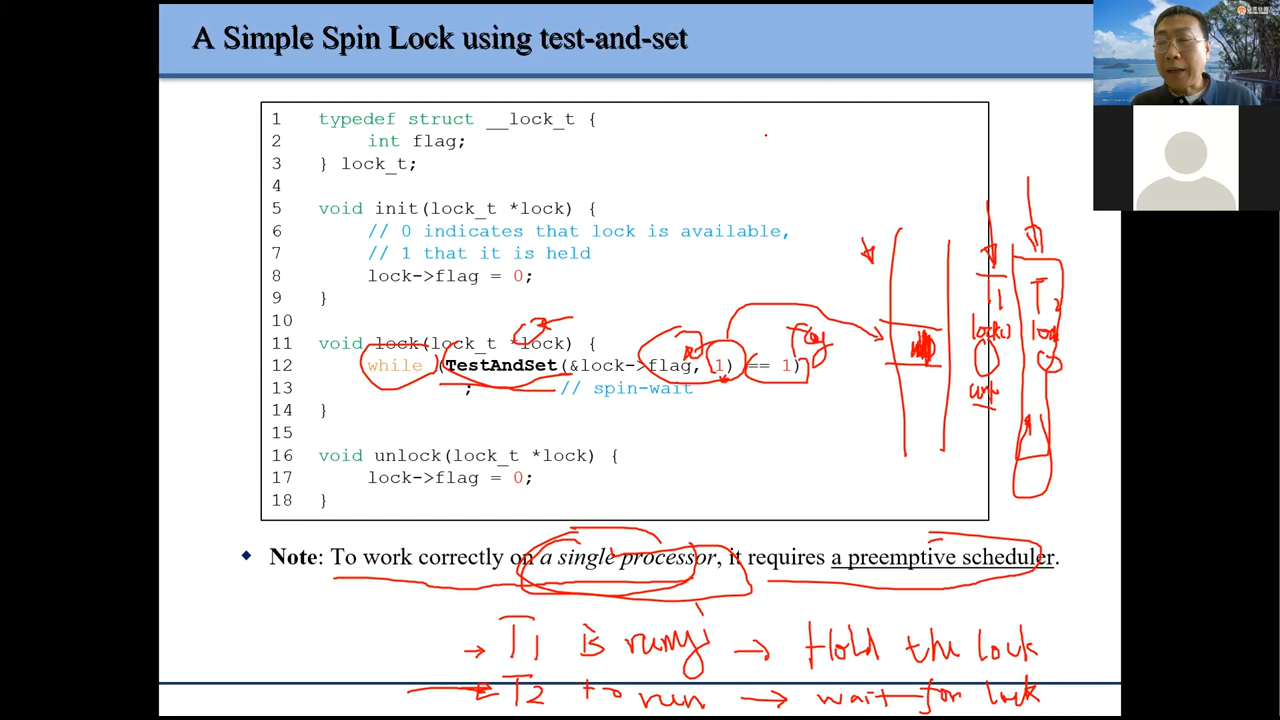 A Simple Spin Lock using test-and-set
1 typedef struct __lock_t {
2 int flag;
3 } lock_t;
4
5 void init(lock_t *lock) {
6 // 0 indicates that lock is available,
7 // 1 that it is held
8 lock->flag = 0;
9 }
10
11 void lock(lock_t *lock) {
12 while (TestAndSet(&lock->flag, 1) == 1)
13 ; // spin-wait
14 }
15
16 void unlock(lock_t *lock) {
17 lock->flag = 0;
18 }
T2
lock()
Note: To work correctly on a single processor, it requires a preemptive scheduler.
T1 is → Hold the lock
T2 to run → wait for lock